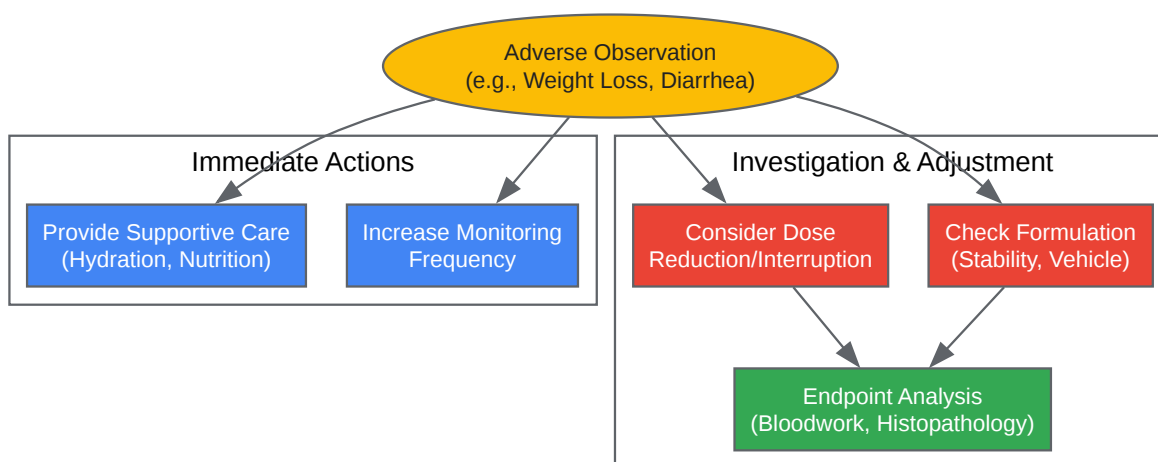 Adverse Observation
(e.g., Weight Loss, Diarrhea)
Immediate Actions
Provide Supportive Care
(Hydration, Nutrition)
Increase Monitoring
Frequency
Investigation & Adjustment
Consider Dose
Reduction/Interruption
Check Formulation
(Stability, Vehicle)
Endpoint Analysis
(Bloodwork, Histopathology)